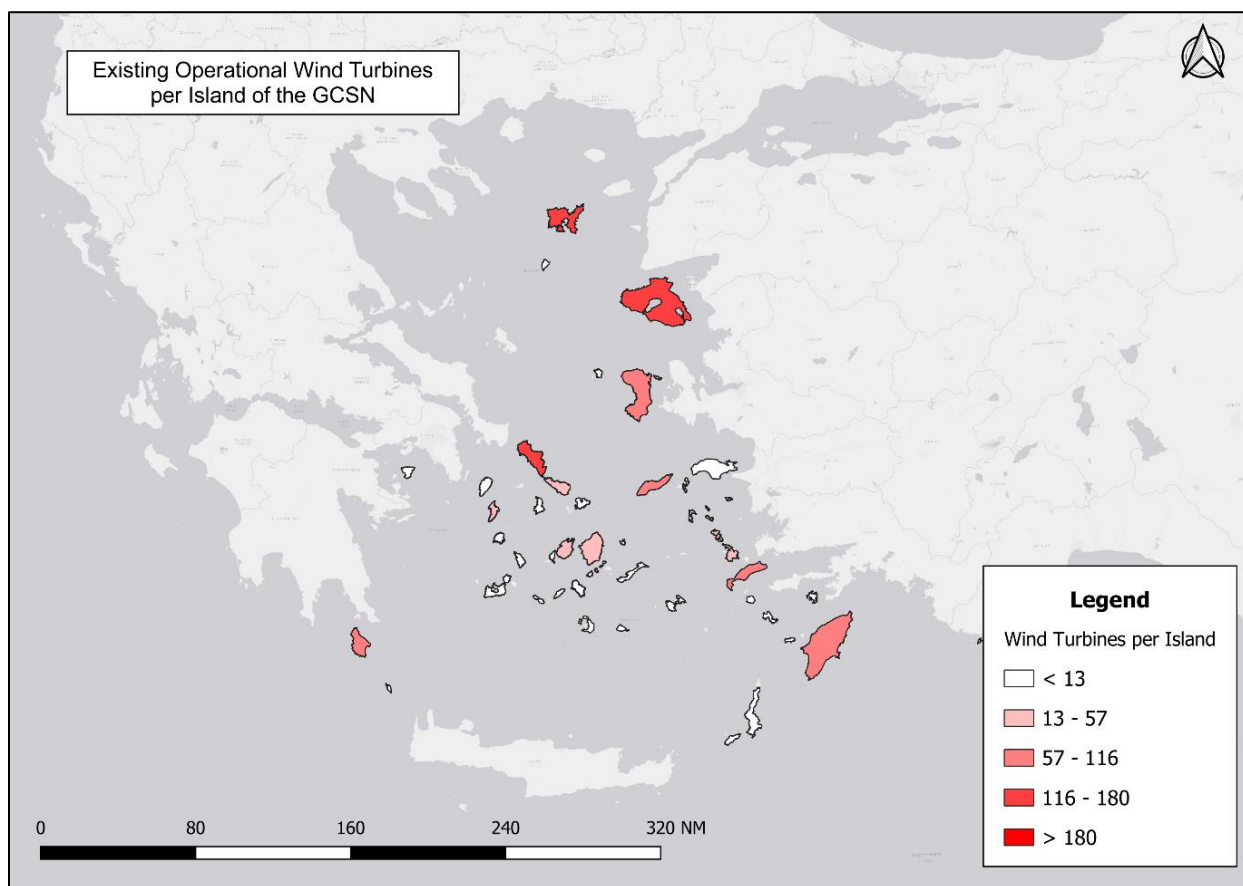 Existing Operational Wind Turbines
per Island of the GCSN
Legend
Wind Turbines per Island
< 13
13 - 57
57 - 116
116 - 180
> 180
0 80 160 240 320 NM